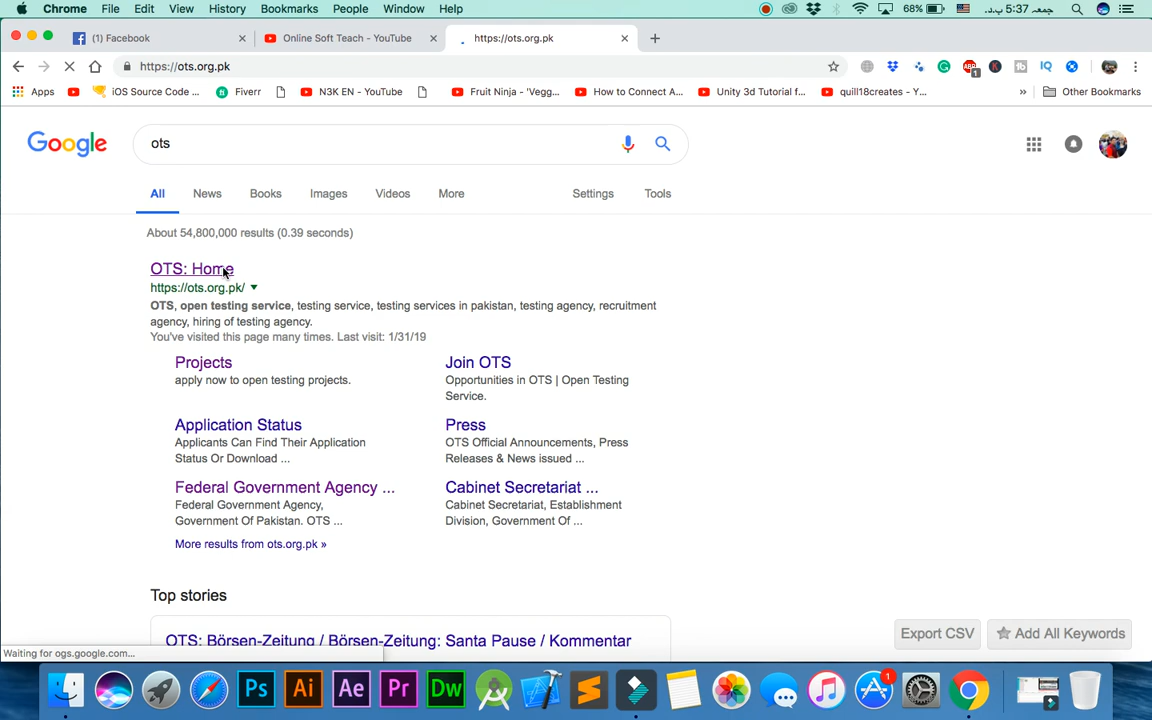 Chrome File Edit View History Bookmarks People Window Help 68% جمعہ 5:37 ب.د.
(1) Facebook Online Soft Teach - YouTube https://ots.org.pk
https://ots.org.pk
Apps iOS Source Code ... Fiverr N3K EN - YouTube Fruit Ninja - 'Vegg... How to Connect A... Unity 3d Tutorial f... quill18creates - Y... » Other Bookmarks
Google ots
All News Books Images Videos More Settings Tools
About 54,800,000 results (0.39 seconds)
OTS: Home
https://ots.org.pk/
OTS, open testing service, testing service, testing services in pakistan, testing agency, recruitment
agency, hiring of testing agency.
You've visited this page many times. Last visit: 1/31/19
Projects
apply now to open testing projects.
Join OTS
Opportunities in OTS | Open Testing
Service.
Application Status
Applicants Can Find Their Application
Status Or Download ...
Press
OTS Official Announcements, Press
Releases & News issued ...
Federal Government Agency ...
Federal Government Agency,
Government Of Pakistan. OTS ...
Cabinet Secretariat ...
Cabinet Secretariat, Establishment
Division, Government Of ...
More results from ots.org.pk »
Top stories
OTS: Börsen-Zeitung / Börsen-Zeitung: Santa Pause / Kommentar
Export CSV Add All Keywords
Waiting for ogs.google.com...
Ps Ai Ae Pr Dw 1